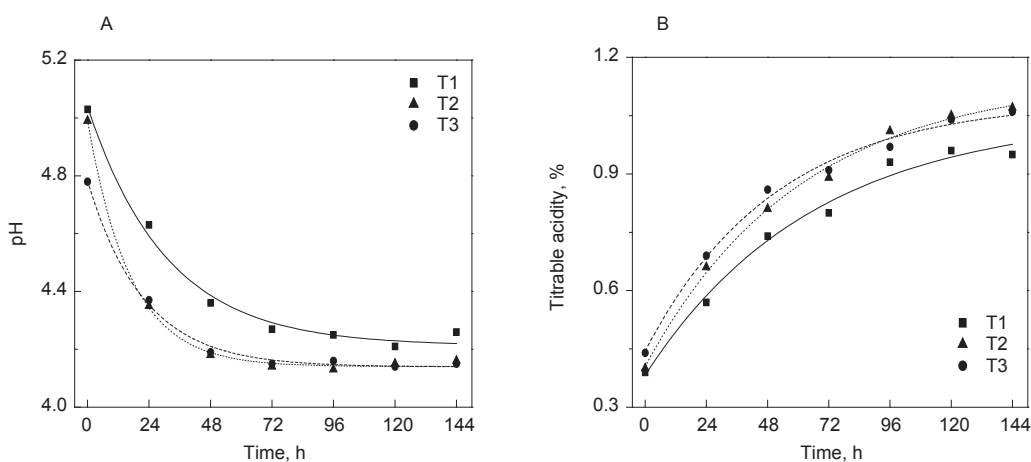 A
5.2
4.8
4.4
4.0
pH
0 24 48 72 96 120 144
Time, h
T1
T2
T3
B
1.2
0.9
0.6
0.3
Titrable acidity, %
0 24 48 72 96 120 144
Time, h
T1
T2
T3